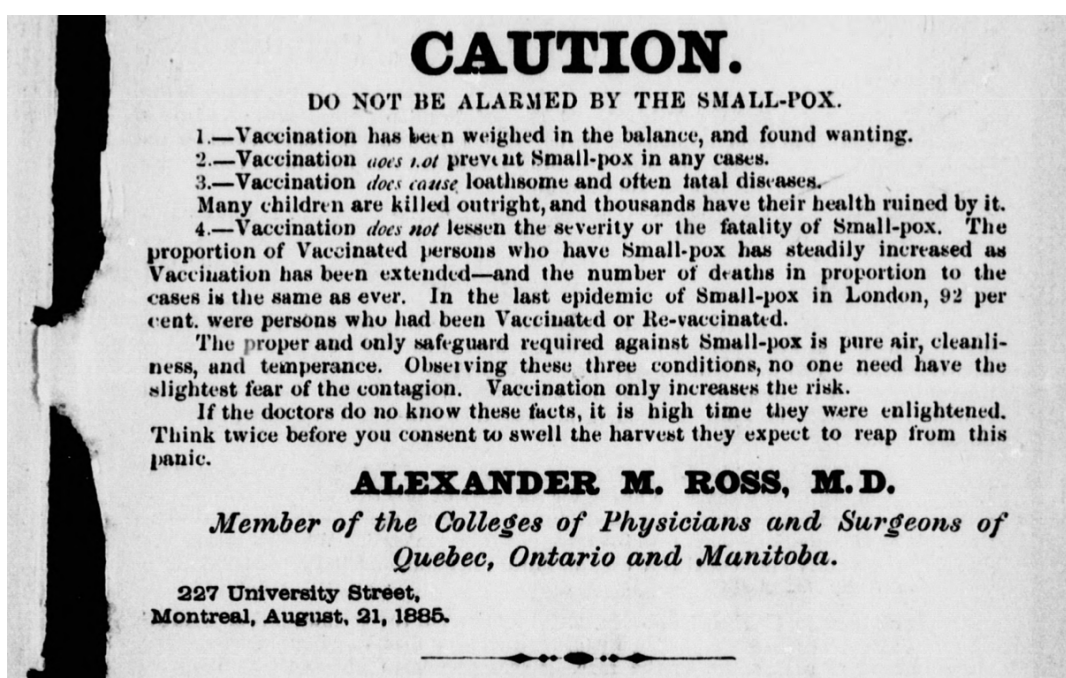 CAUTION.
DO NOT BE ALARMED BY THE SMALL-POX.
1.—Vaccination has been weighed in the balance, and found wanting.
2.—Vaccination does not prevent Small-pox in any cases.
3.—Vaccination does cause loathsome and often fatal diseases.
Many children are killed outright, and thousands have their health ruined by it.
4.—Vaccination does not lessen the severity or the fatality of Small-pox. The
proportion of Vaccinated persons who have Small-pox has steadily increased as
Vaccination has been extended—and the number of deaths in proportion to the
cases is the same as ever. In the last epidemic of Small-pox in London, 92 per
cent. were persons who had been Vaccinated or Re-vaccinated.
The proper and only safeguard required against Small-pox is pure air, cleanli-
ness, and temperance. Observing these three conditions, no one need have the
slightest fear of the contagion. Vaccination only increases the risk.
If the doctors do no know these facts, it is high time they were enlightened.
Think twice before you consent to swell the harvest they expect to reap from this
panic.
ALEXANDER M. ROSS, M.D.
Member of the Colleges of Physicians and Surgeons of
Quebec, Ontario and Manitoba.
227 University Street,
Montreal, August, 21, 1885.